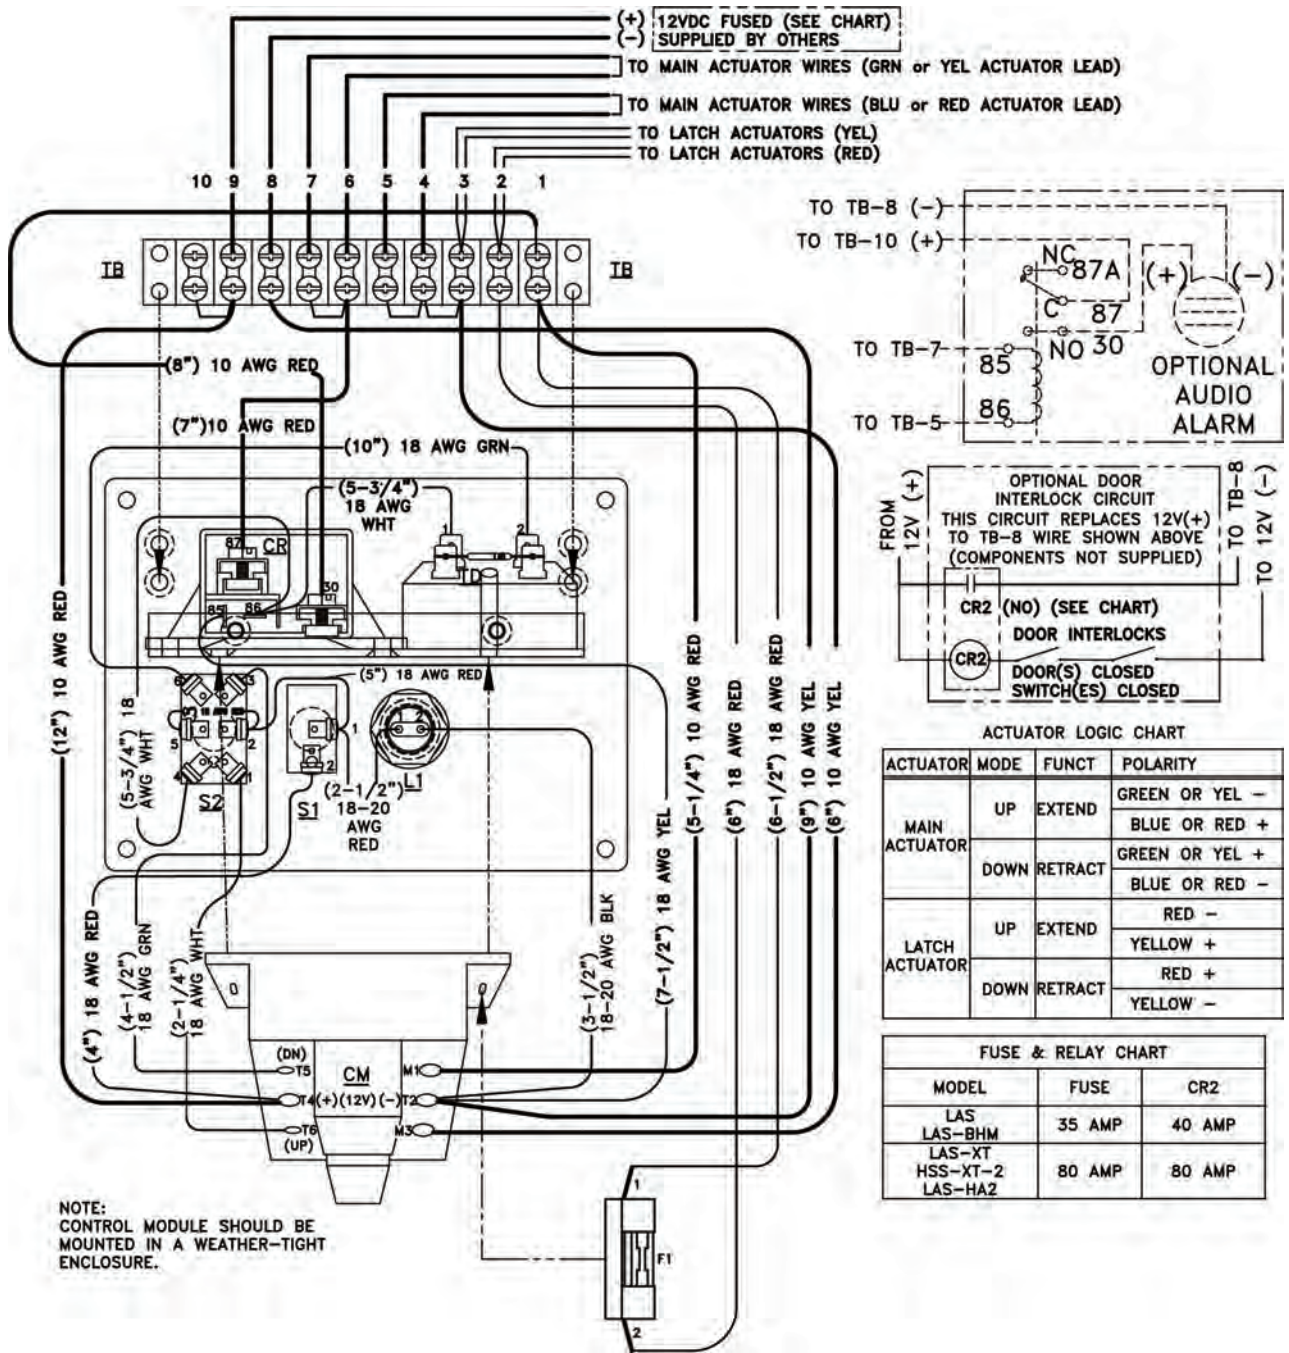 (+) 12VDC FUSED (SEE CHART)
(-) SUPPLIED BY OTHERS
TO MAIN ACTUATOR WIRES (GRN or YEL ACTUATOR LEAD)
TO MAIN ACTUATOR WIRES (BLU or RED ACTUATOR LEAD)
TO LATCH ACTUATORS (YEL)
TO LATCH ACTUATORS (RED)
10 9 8 7 6 5 4 3 2 1
TB
TB
(8") 10 AWG RED
(7")10 AWG RED
(10") 18 AWG GRN
(5-3/4")
18 AWG
WHT
1
2
87
CR
30
85
86
TD
(12") 10 AWG RED
(5") 18 AWG RED
6
3
5
2
4
1
S2
1
2
S1
2
L1
(5-3/4") 18
AWG WHT
(2-1/2")
18-20
AWG
RED
(5-1/4") 10 AWG RED
(6") 18 AWG RED
(6-1/2") 18 AWG RED
(9") 10 AWG YEL
(6") 10 AWG YEL
(4") 18 AWG RED
(4-1/2")
18 AWG GRN
(2-1/4")
18 AWG WHT
(3-1/2")
18-20 AWG BLK
(7-1/2") 18 AWG YEL
(DN)
T5
CM
M1
T4(+)(12V)(-)T2
T6
(UP)
M3
1
F1
2
NOTE:
CONTROL MODULE SHOULD BE
MOUNTED IN A WEATHER-TIGHT
ENCLOSURE.
TO TB-8 (-)
TO TB-10 (+)
NC
87A
C
87
NO 30
(+) (-)
TO TB-7
85
86
TO TB-5
OPTIONAL
AUDIO
ALARM
FROM
12V (+)
OPTIONAL DOOR
INTERLOCK CIRCUIT
THIS CIRCUIT REPLACES 12V(+)
TO TB-8 WIRE SHOWN ABOVE
(COMPONENTS NOT SUPPLIED)
TO TB-8
TO 12V (-)
CR2 (NO) (SEE CHART)
DOOR INTERLOCKS
CR2
DOOR(S) CLOSED
SWITCH(ES) CLOSED
ACTUATOR LOGIC CHART
ACTUATOR MODE FUNCT POLARITY
MAIN
ACTUATOR
UP EXTEND
GREEN OR YEL -
BLUE OR RED +
DOWN RETRACT
GREEN OR YEL +
BLUE OR RED -
LATCH
ACTUATOR
UP EXTEND
RED -
YELLOW +
DOWN RETRACT
RED +
YELLOW -
FUSE & RELAY CHART
MODEL FUSE CR2
LAS
LAS-BHM
35 AMP 40 AMP
LAS-XT
HSS-XT-2
LAS-HA2
80 AMP 80 AMP